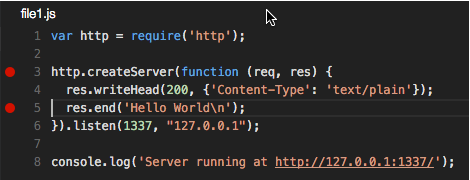 file1.js
1 var http = require('http');
2
3 http.createServer(function (req, res) {
4   res.writeHead(200, {'Content-Type': 'text/plain'});
5   res.end('Hello World\n');
6 }).listen(1337, "127.0.0.1");
7
8 console.log('Server running at http://127.0.0.1:1337/');